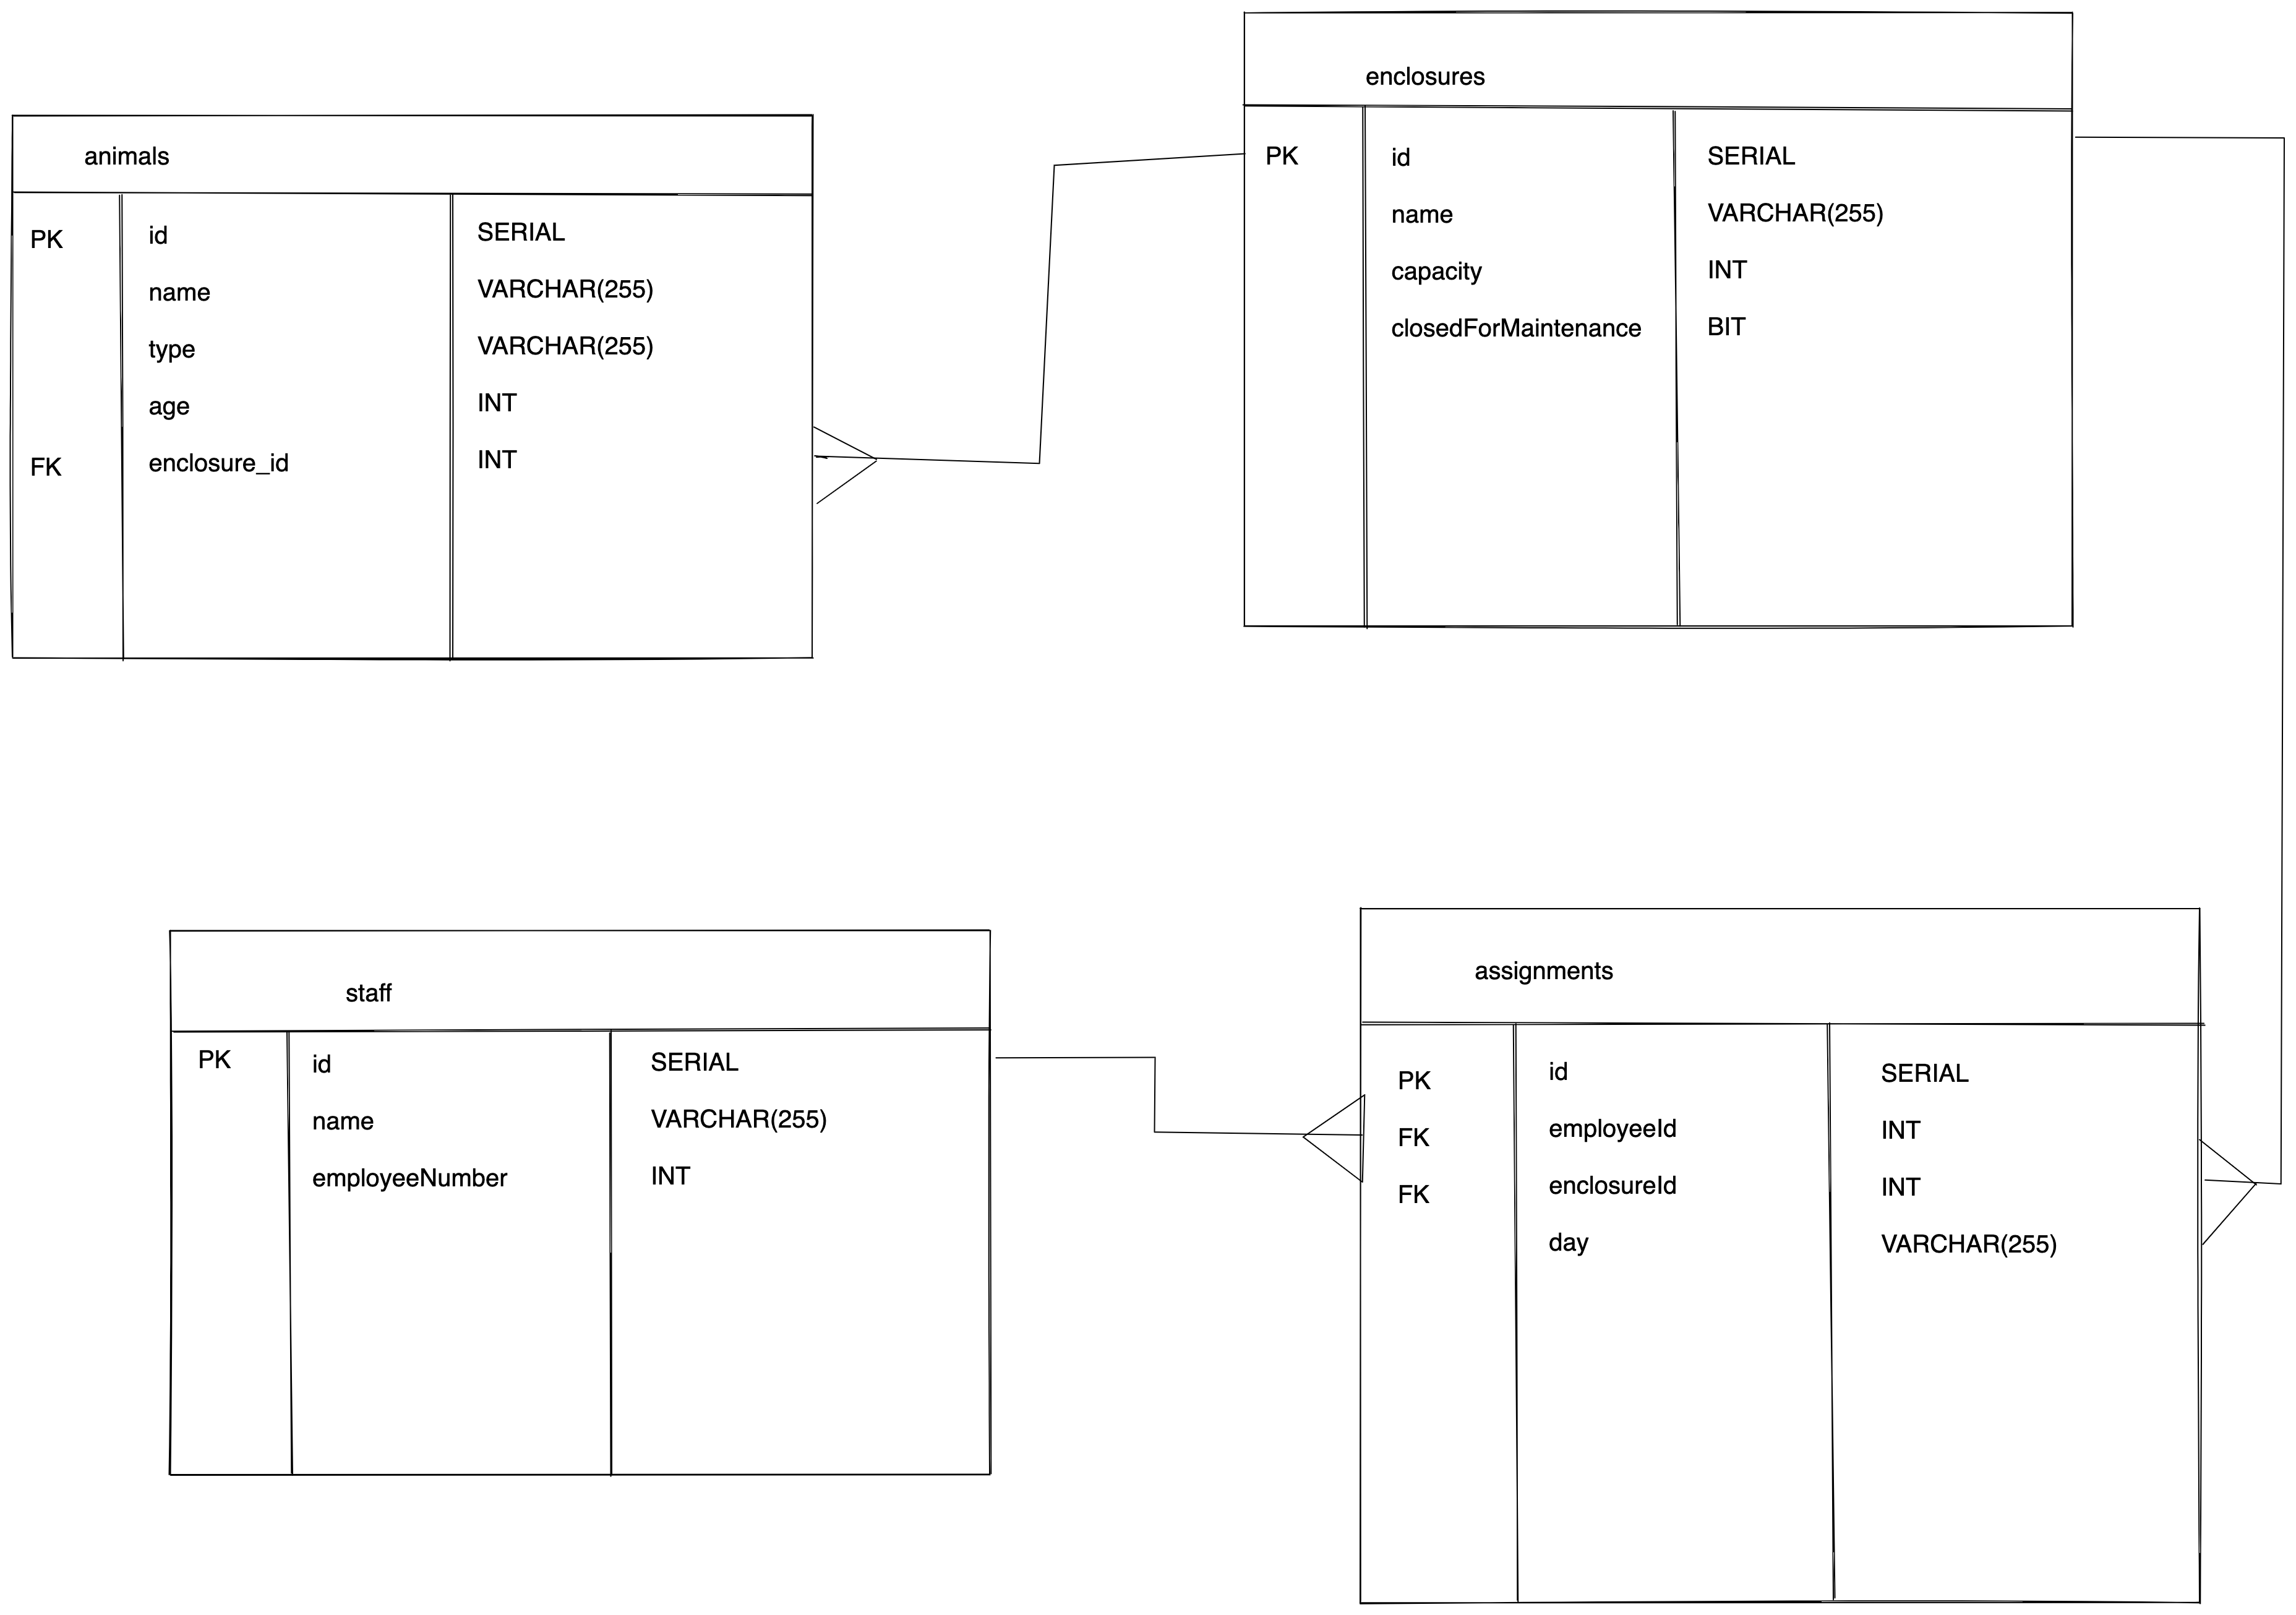 animals
PK id SERIAL
name VARCHAR(255)
type VARCHAR(255)
age INT
FK enclosure_id INT
enclosures
PK id SERIAL
name VARCHAR(255)
capacity INT
closedForMaintenance BIT
staff
PK id SERIAL
name VARCHAR(255)
employeeNumber INT
assignments
PK id SERIAL
FK employeeId INT
FK enclosureId INT
day VARCHAR(255)